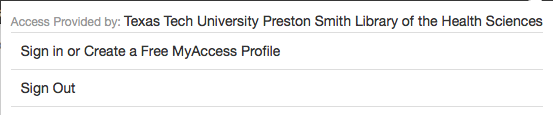 Access Provided by: Texas Tech University Preston Smith Library of the Health Sciences
Sign in or Create a Free MyAccess Profile
Sign Out